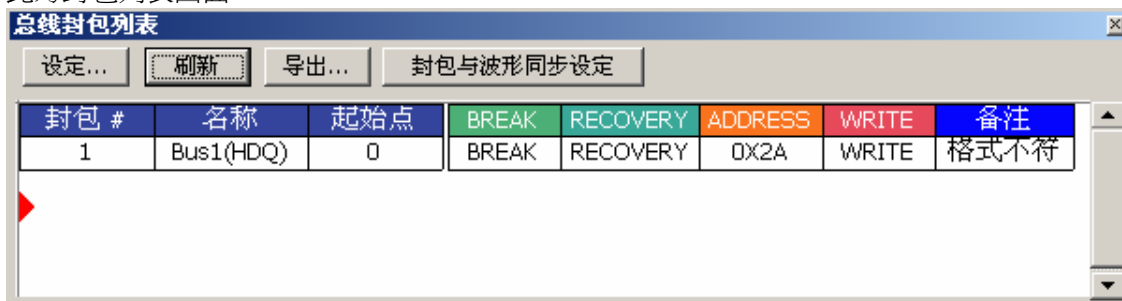 总线封包列表
设定... 刷新 导出... 封包与波形同步设定
封包 # 名称 起始点 BREAK RECOVERY ADDRESS WRITE 备注
1 Bus1(HDQ) 0 BREAK RECOVERY 0X2A WRITE 格式不符